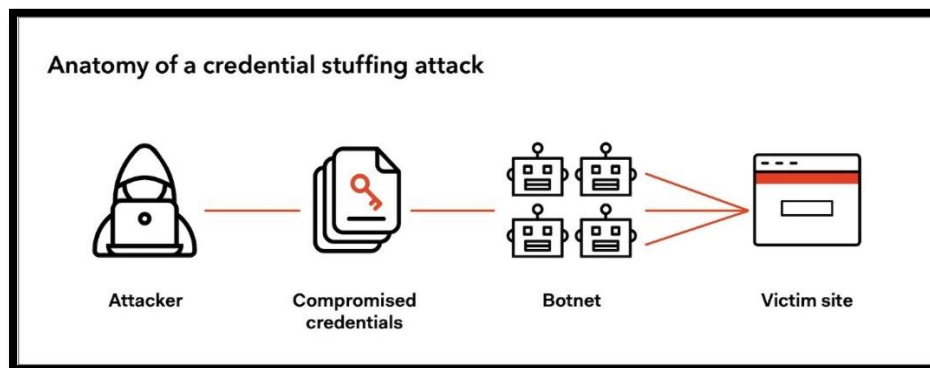 Anatomy of a credential stuffing attack
Attacker
Compromised
credentials
Botnet
Victim site